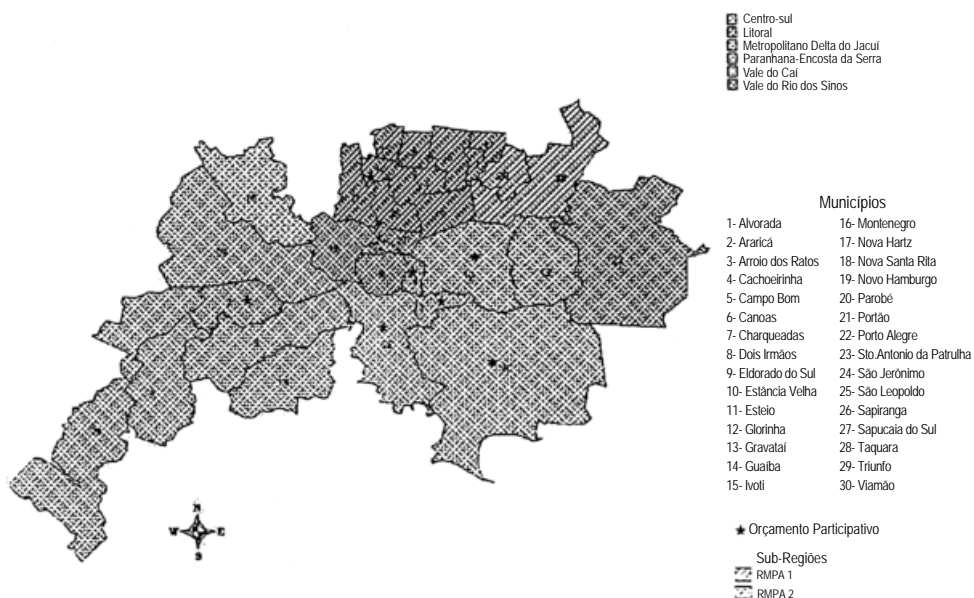 Centro-sul
Litoral
Metropolitano Delta do Jacuí
Paranhana-Encosta da Serra
Vale do Caí
Vale do Rio dos Sinos
Municípios
1- Alvorada
2- Araricá
3- Arroio dos Ratos
4- Cachoeirinha
5- Campo Bom
6- Canoas
7- Charqueadas
8- Dois Irmãos
9- Eldorado do Sul
10- Estância Velha
11- Esteio
12- Glorinha
13- Gravataí
14- Guaíba
15- Ivoti
16- Montenegro
17- Nova Hartz
18- Nova Santa Rita
19- Novo Hamburgo
20- Parobé
21- Portão
22- Porto Alegre
23- Sto.Antonio da Patrulha
24- São Jerônimo
25- São Leopoldo
26- Sapiranga
27- Sapucaia do Sul
28- Taquara
29- Triunfo
30- Viamão
N
W E
S
Orçamento Participativo
Sub-Regiões
RMPA 1
RMPA 2